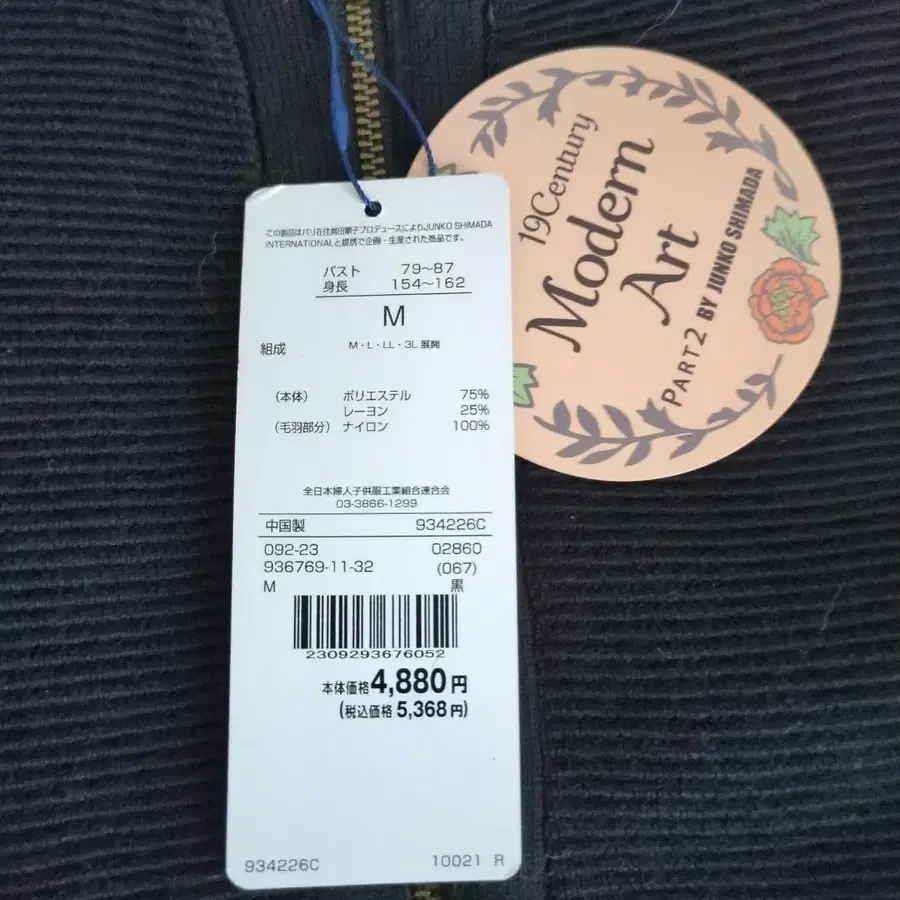 この製品はパリ在住島田順子プロデュースによりJUNKO SHIMADA
INTERNATIONALと提携で企画・生産された商品です。
バスト 79~87
身長 154~162
M
組成 M・L・LL・3L 展開
(本体) ポリエステル 75%
レーヨン 25%
(毛羽部分) ナイロン 100%
全日本婦人子供服工業組合連合会
03-3866-1299
中国製 934226C
092-23 02860
936769-11-32 (067)
M 黒
2309293676052
本体価格4,880円
(税込価格 5,368円)
934226C 10021 R
19Century
Modern
Art
PART2 BY JUNKO SHIMADA